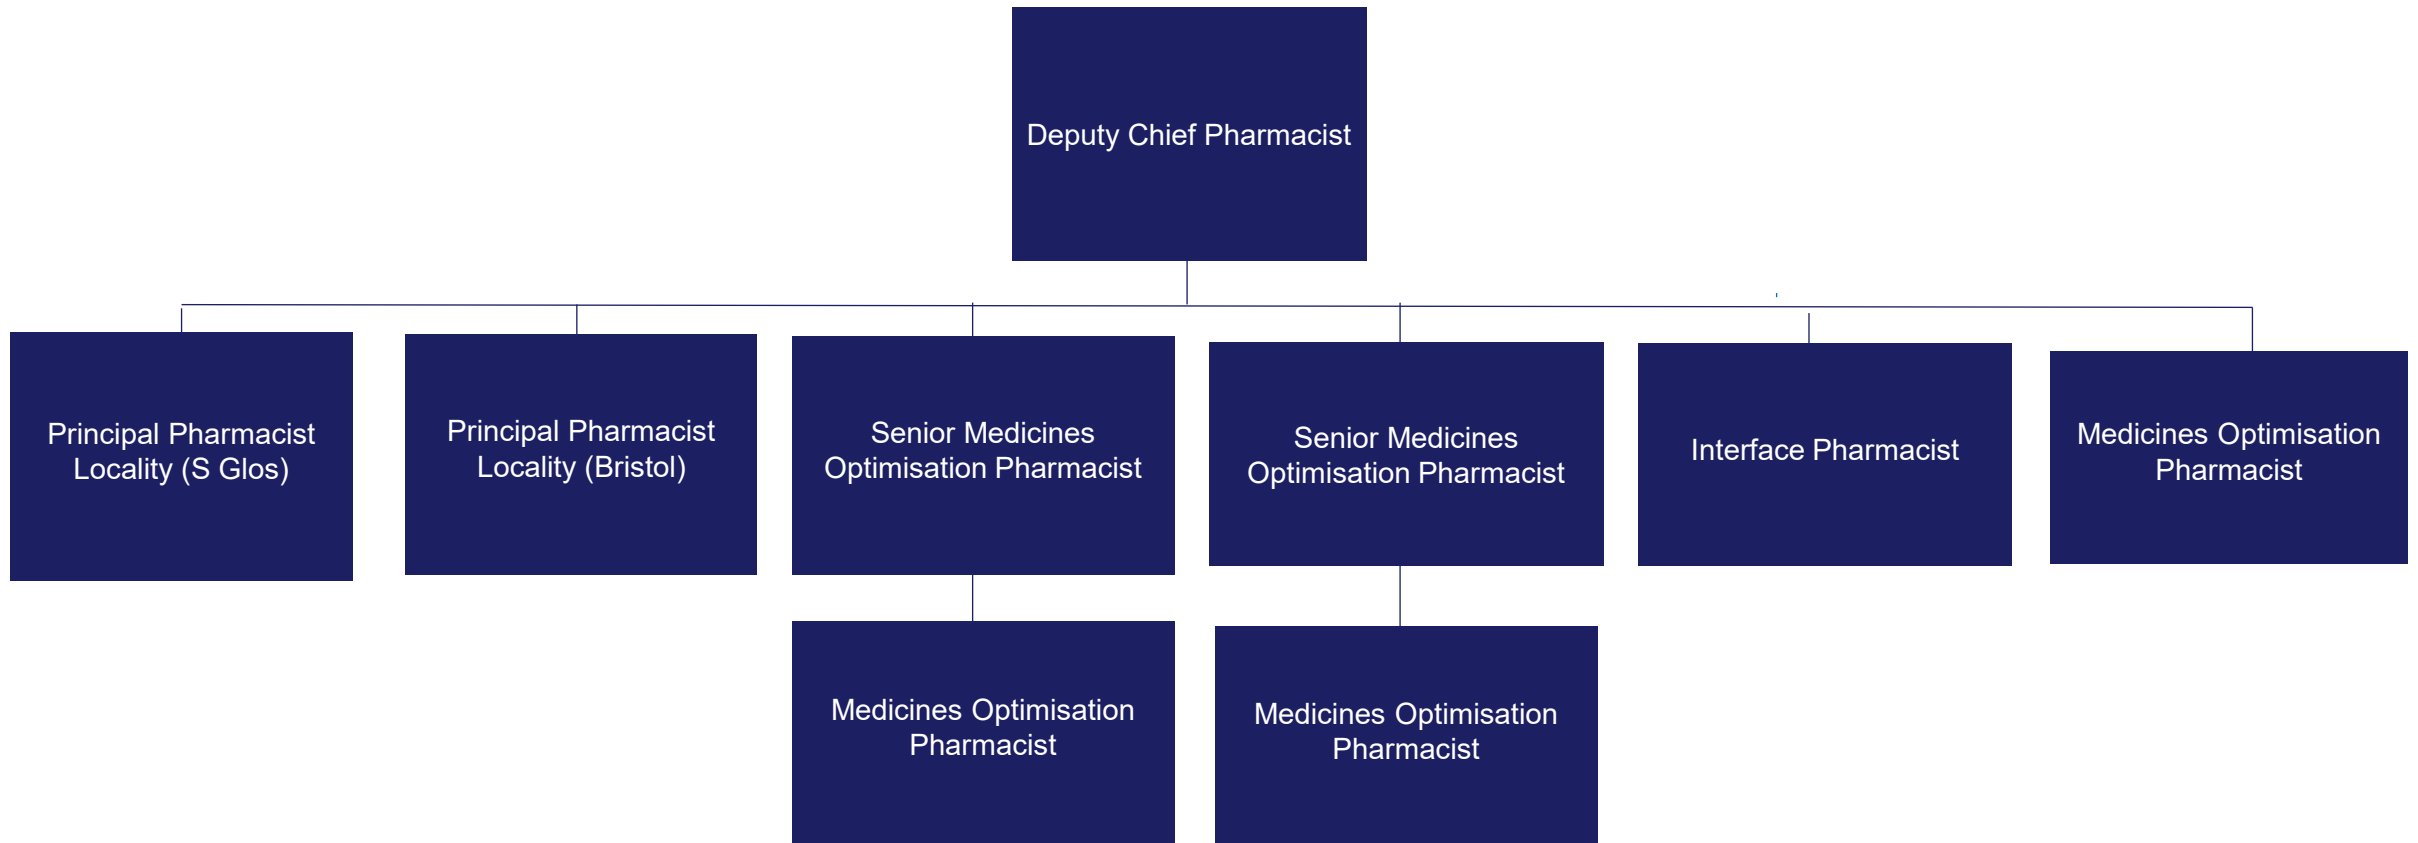 Deputy Chief Pharmacist
Principal Pharmacist
Locality (S Glos)
Principal Pharmacist
Locality (Bristol)
Senior Medicines
Optimisation Pharmacist
Senior Medicines
Optimisation Pharmacist
Interface Pharmacist
Medicines Optimisation
Pharmacist
Medicines Optimisation
Pharmacist
Medicines Optimisation
Pharmacist